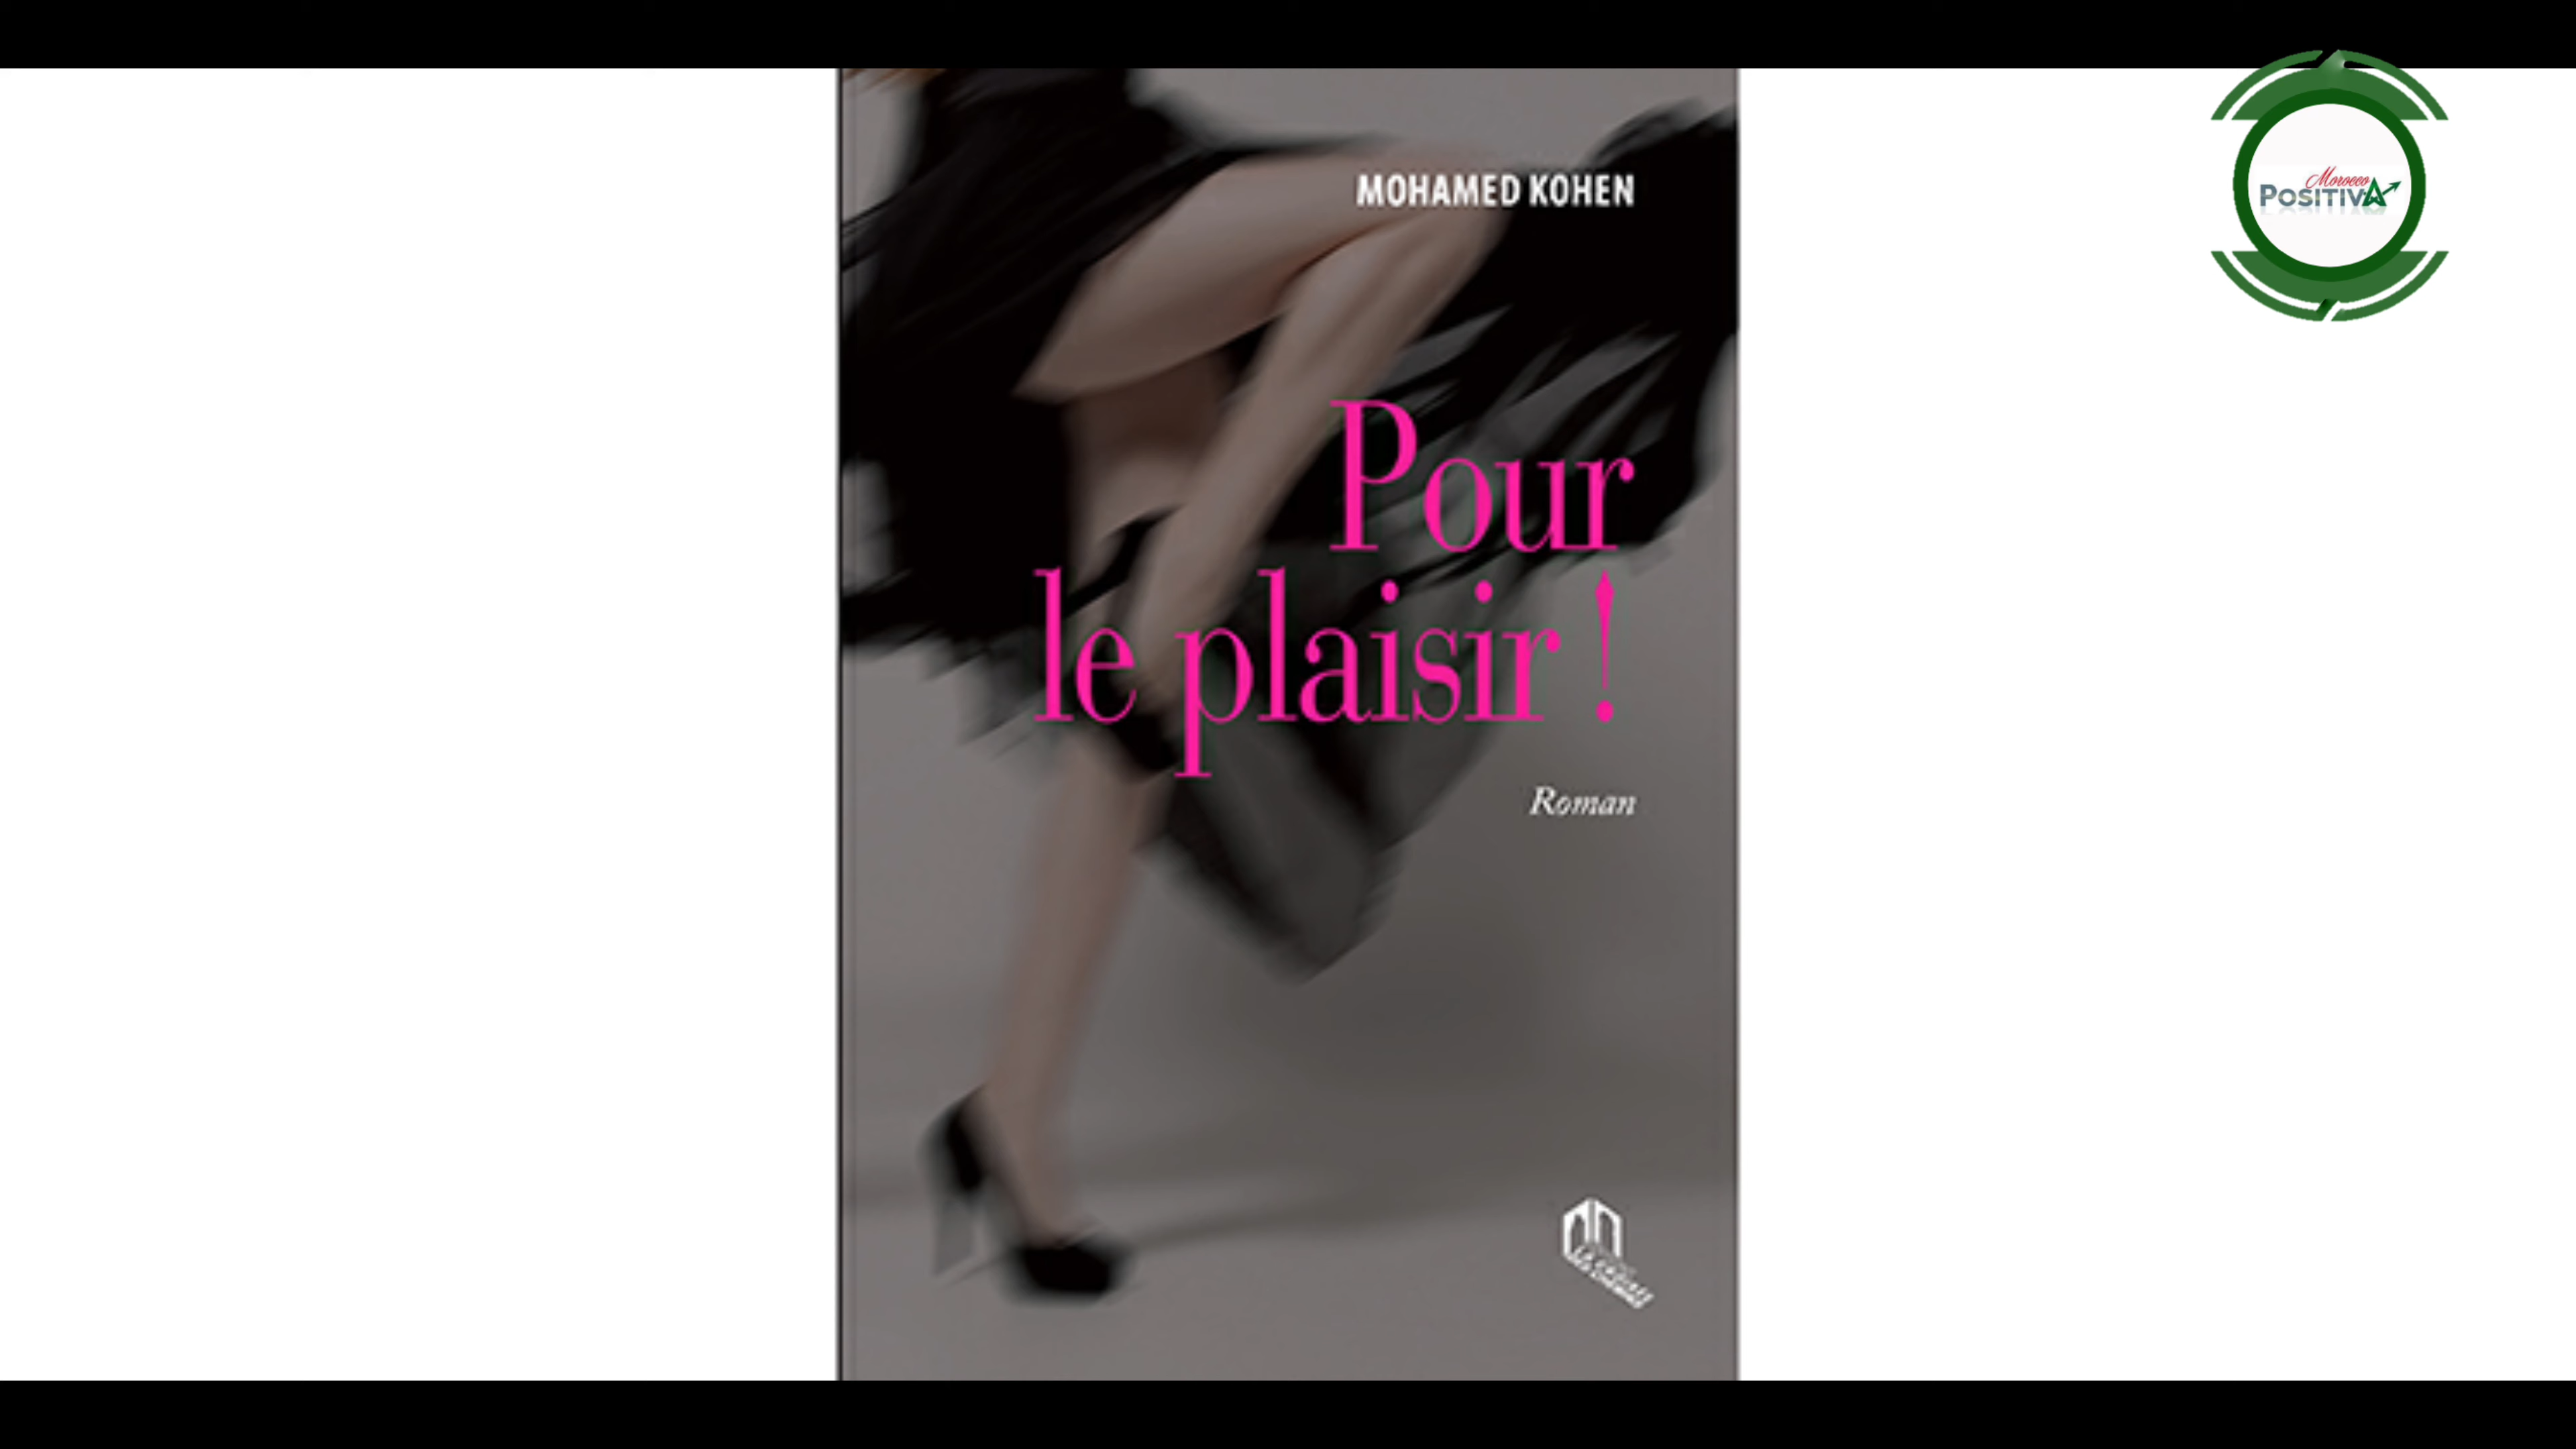 MOHAMED KOHEN
Pour
le plaisir !
Roman
Morocco
POSITIVA